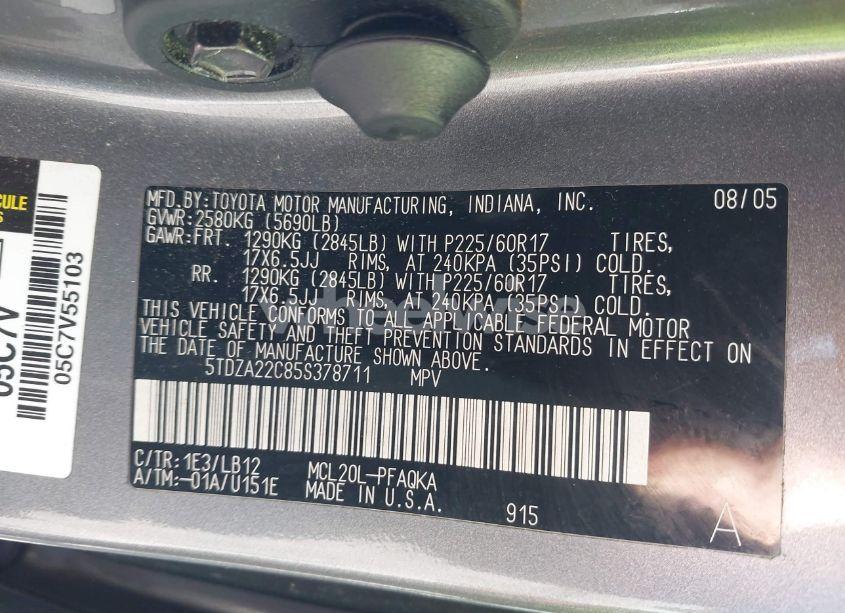 MFD.BY:TOYOTA MOTOR MANUFACTURING, INDIANA, INC. 08/05
GVWR:2580KG (5690LB)
GAWR:FRT. 1290KG (2845LB) WITH P225/60R17 TIRES,
17X6.5JJ RIMS, AT 240KPA (35PSI) COLD.
RR. 1290KG (2845LB) WITH P225/60R17 TIRES,
17X6.5JJ RIMS, AT 240KPA (35PSI) COLD.
THIS VEHICLE CONFORMS TO ALL APPLICABLE FEDERAL MOTOR
VEHICLE SAFETY AND THEFT PREVENTION STANDARDS IN EFFECT ON
THE DATE OF MANUFACTURE SHOWN ABOVE.
5TDZA22C85S378711 MPV
C/TR:1E3/LB12 MCL20L-PFAQKA
A/TM:-01A/U151E MADE IN U.S.A. 915 A
05C7V
05C7V55103